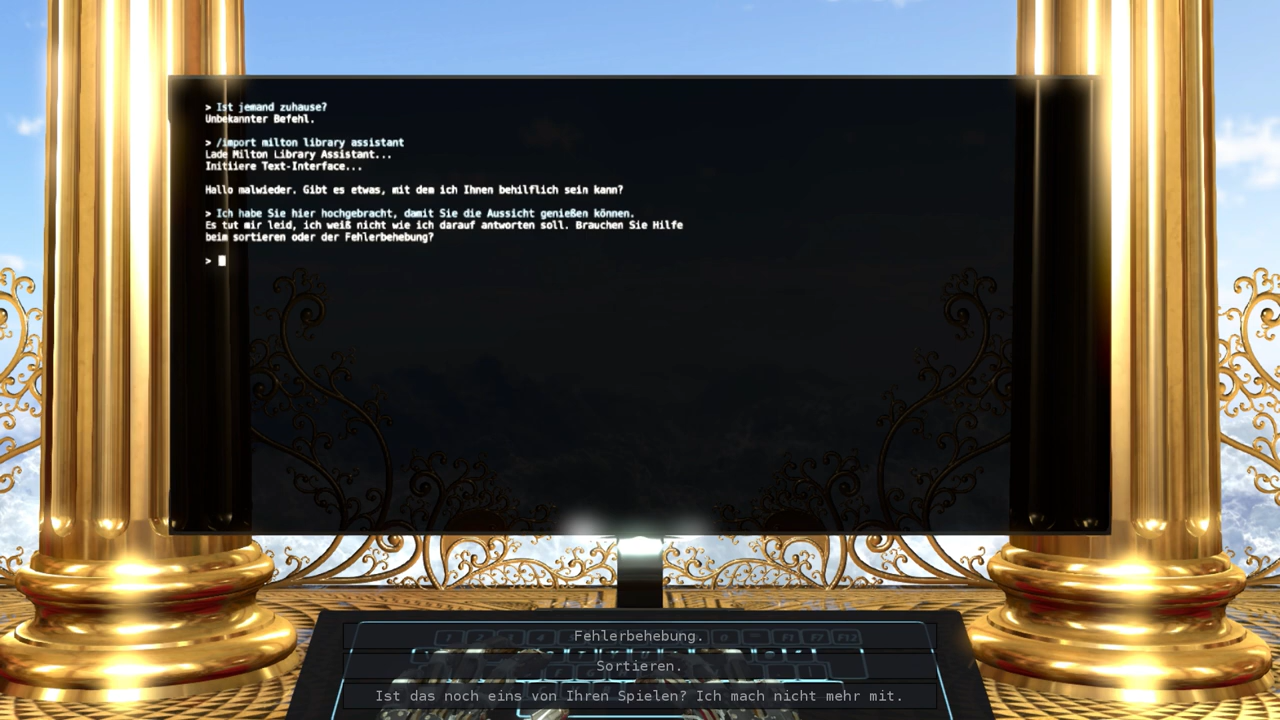 > Ist jemand zuhause?
Unbekannter Befehl.
> /import milton library assistant
Lade Milton Library Assistant...
Initiiere Text-Interface...
Hallo malwieder. Gibt es etwas, mit dem ich Ihnen behilflich sein kann?
> Ich habe Sie hier hochgebracht, damit Sie die Aussicht genießen können.
Es tut mir leid, ich weiß nicht wie ich darauf antworten soll. Brauchen Sie Hilfe
beim sortieren oder der Fehlerbehebung?
>
Fehlerbehebung.
Sortieren.
Ist das noch eins von Ihren Spielen? Ich mach nicht mehr mit.